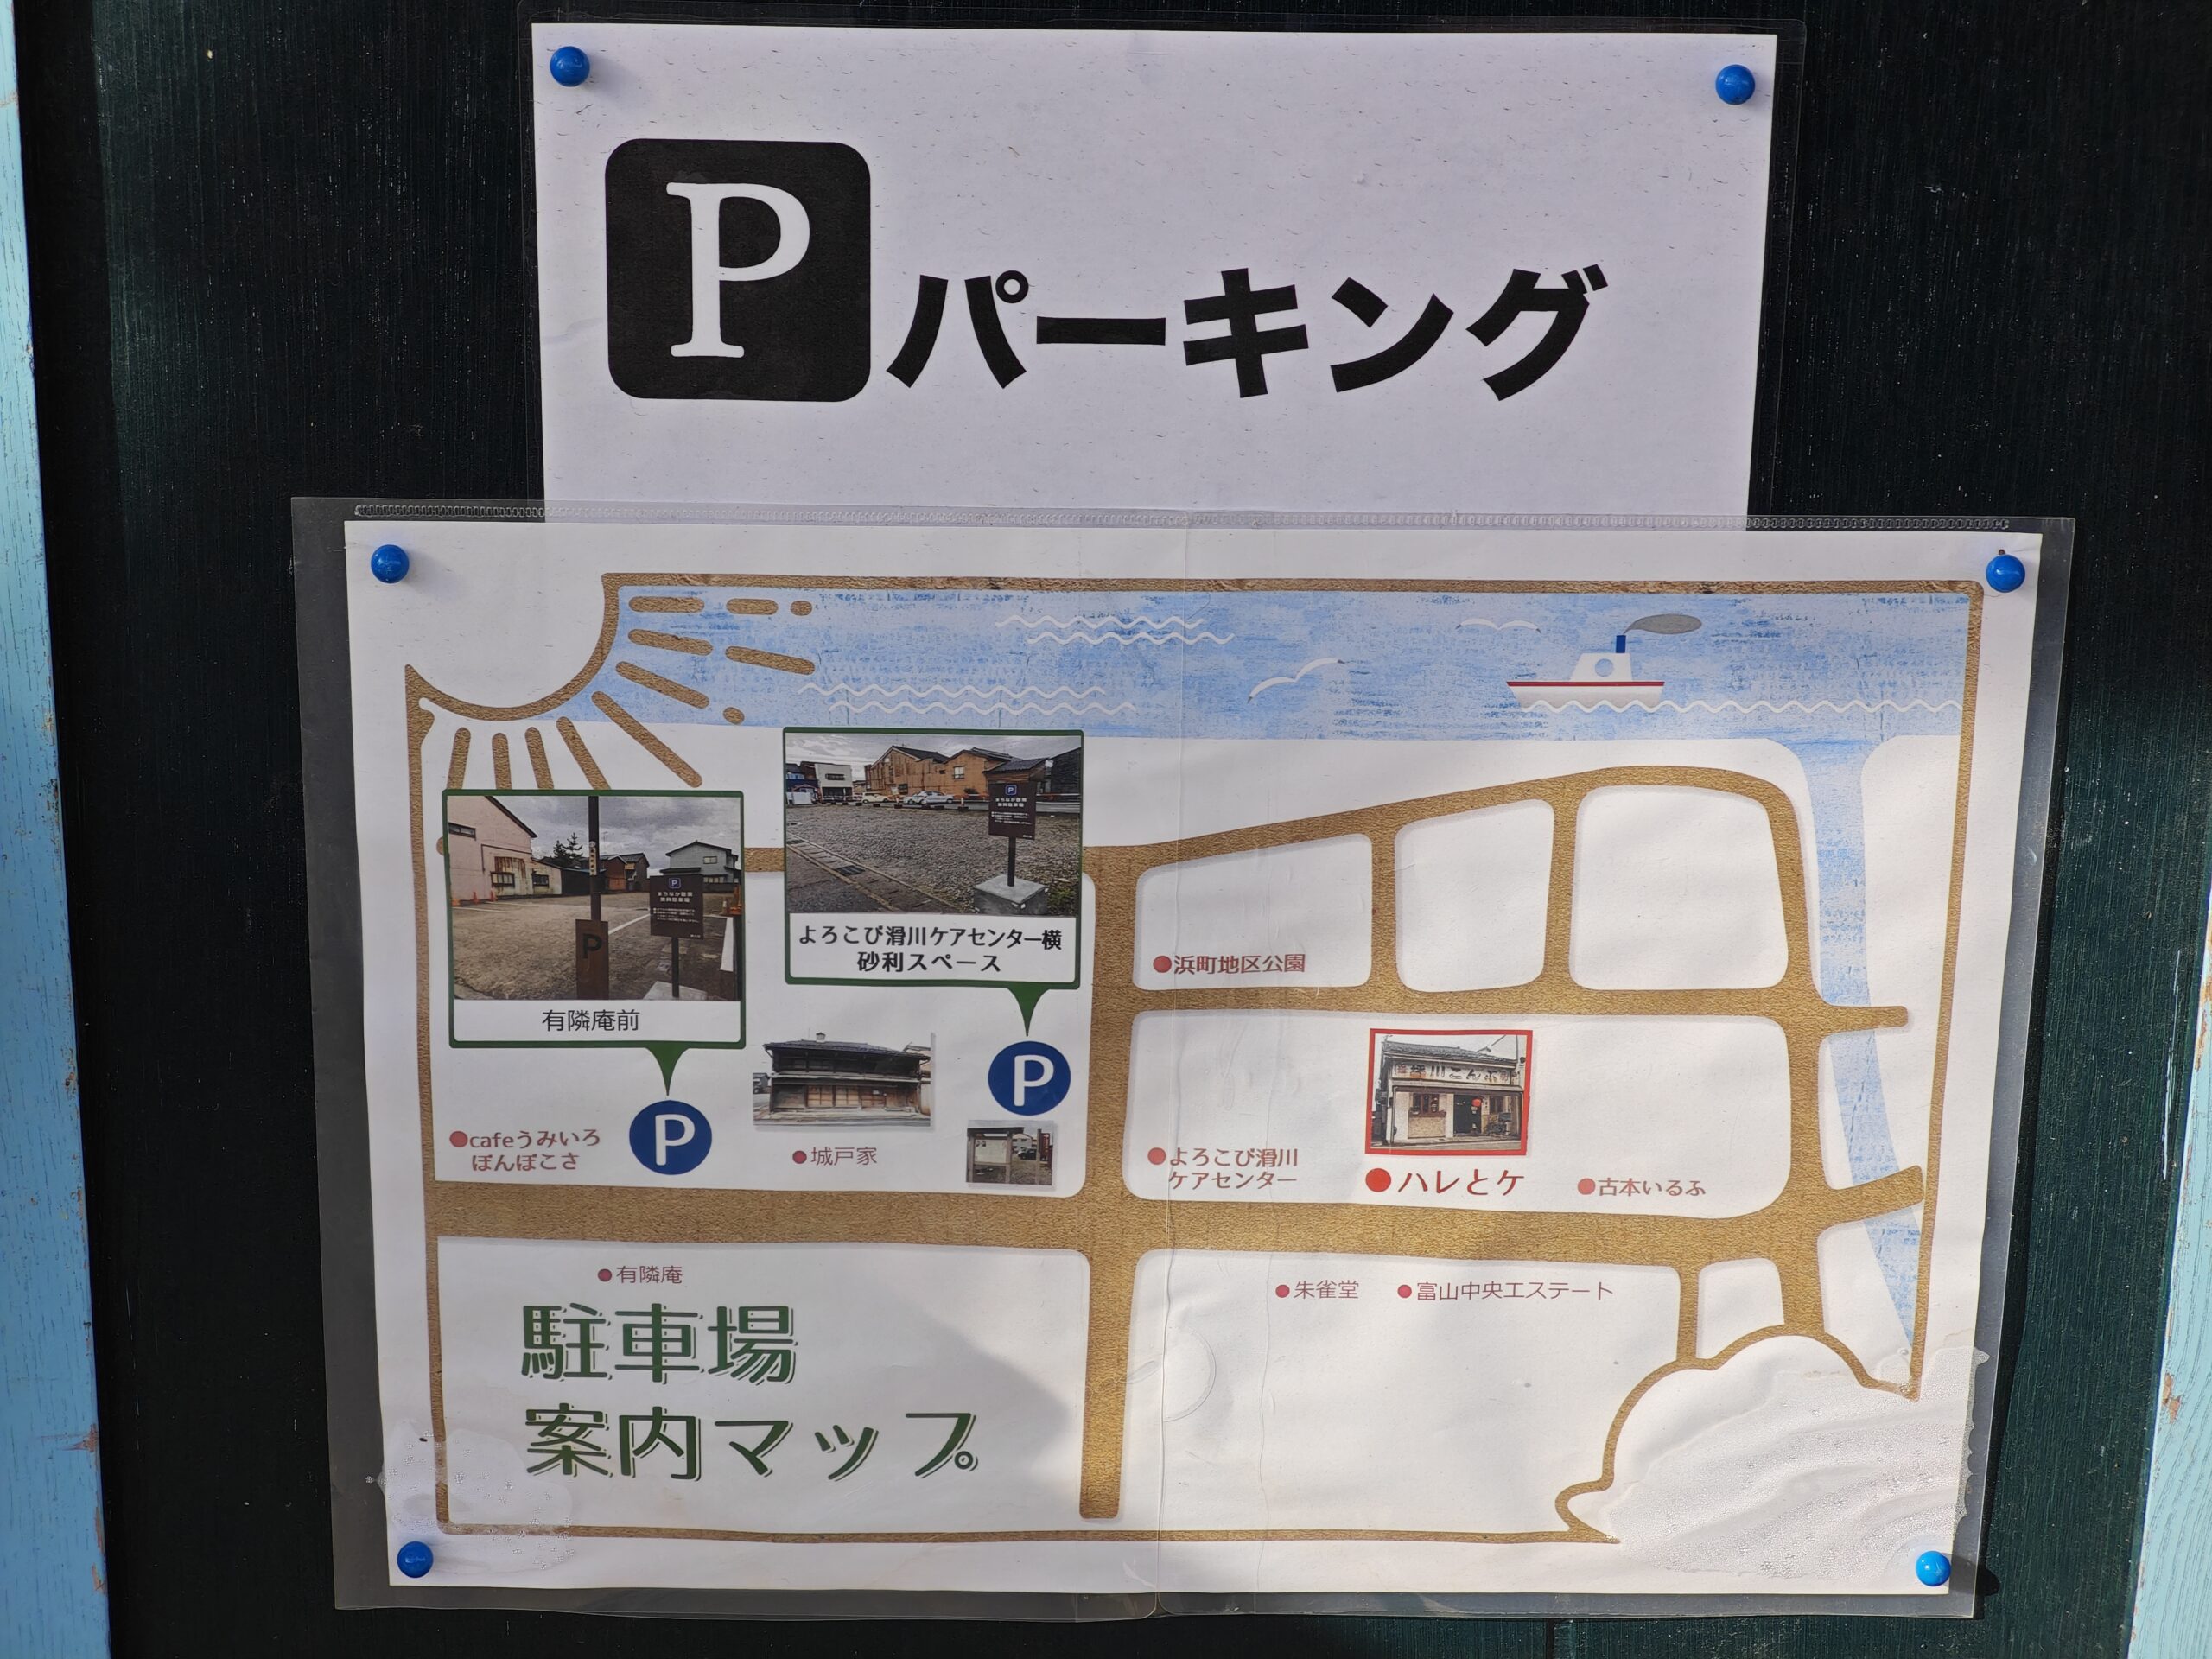 P パーキング
よろこび滑川ケアセンター横
砂利スペース
P
有隣庵前
浜町地区公園
P
P
cafeうみいろ
ぽんぽこさ
城戸家
よろこび滑川
ケアセンター
川こんぶ
ハレとケ
古本いるふ
有隣庵
朱雀堂
富山中央エステート
駐車場
案内マップ